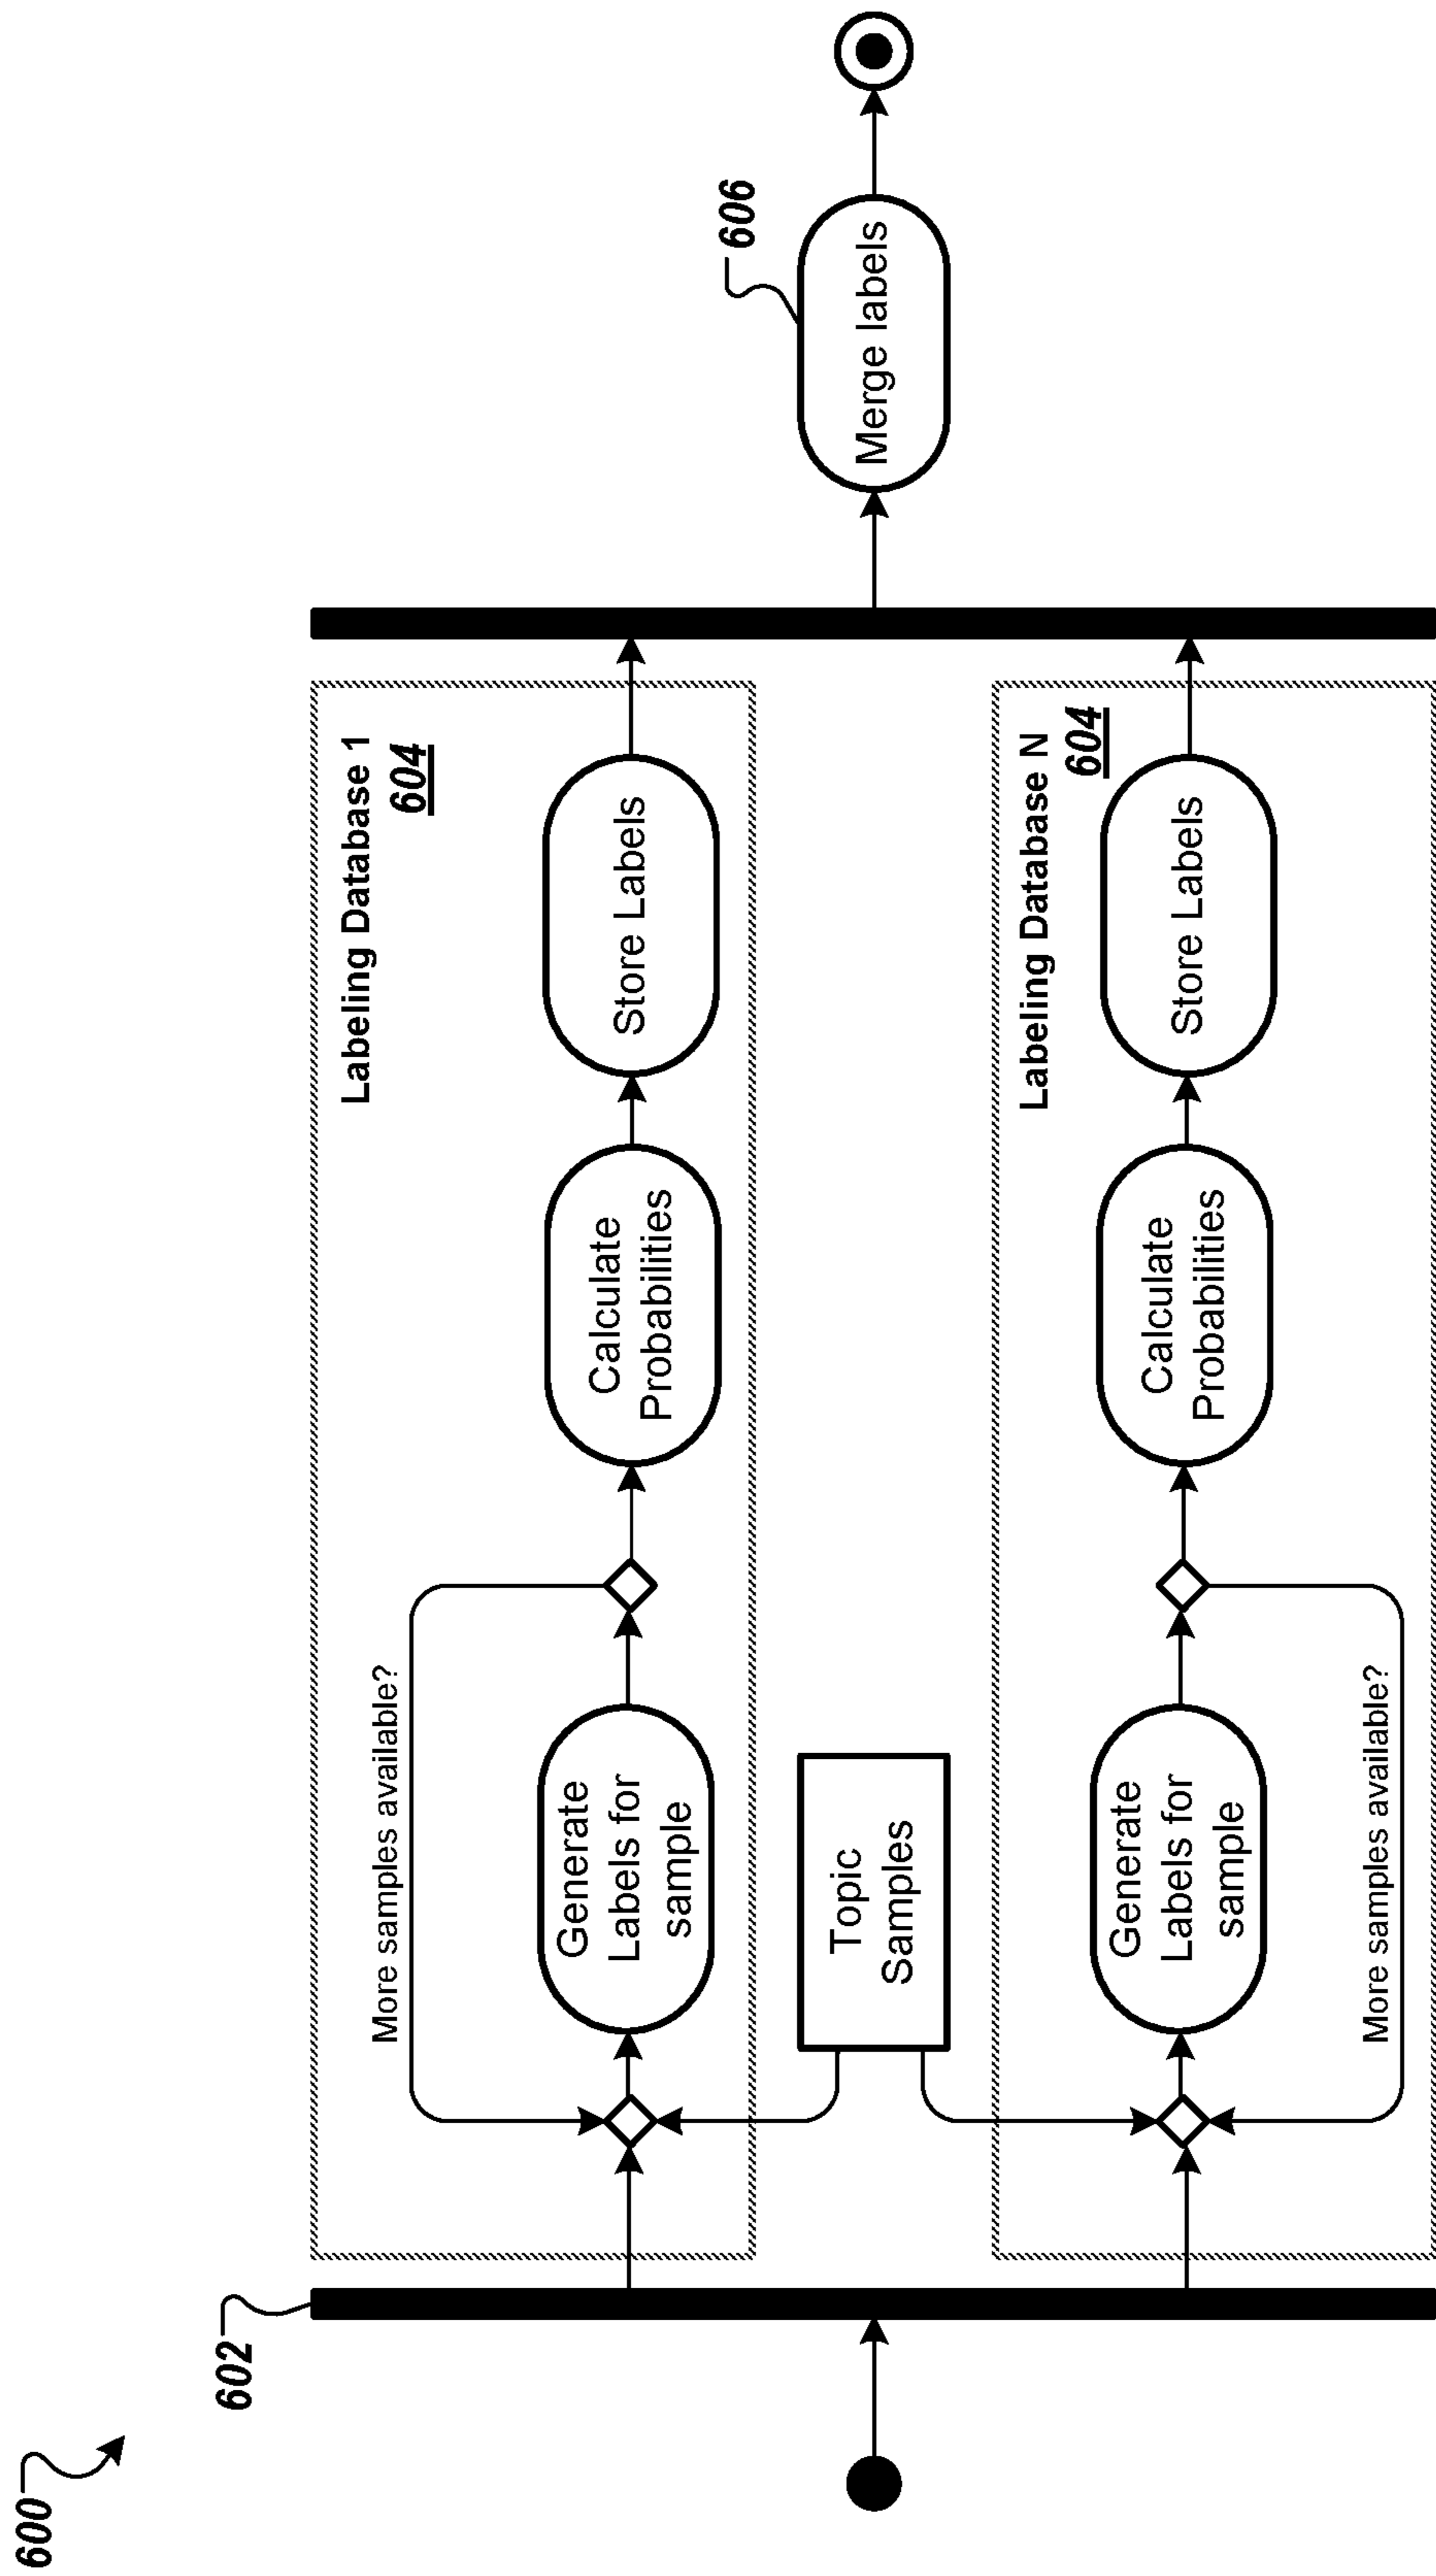 600
602
Labeling Database 1
604
More samples available?
Generate
Labels for
sample
Calculate
Probabilities
Store Labels
Topic
Samples
Labeling Database N
604
Generate
Labels for
sample
Calculate
Probabilities
Store Labels
More samples available?
606
Merge labels